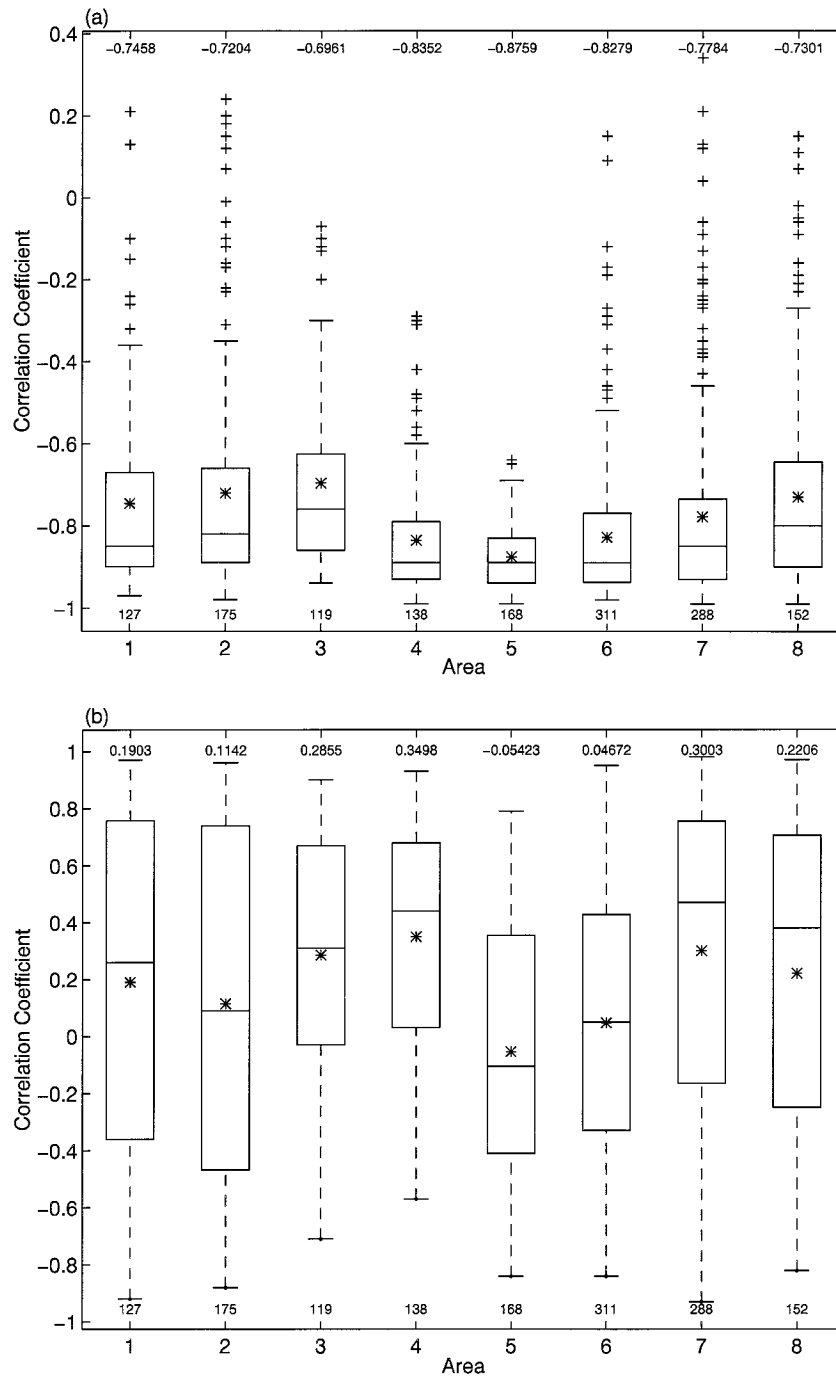 (a)
0.4
-0.7458 -0.7204 -0.6961 -0.8352 -0.8759 -0.8279 -0.7784 -0.7301
0.2
0
-0.2
-0.4
-0.6
-0.8
-1
Correlation Coefficient
127 175 119 138 168 311 288 152
1 2 3 4 5 6 7 8
Area
(b)
1
0.1903 0.1142 0.2855 0.3498 -0.05423 0.04672 0.3003 0.2206
0.8
0.6
0.4
0.2
0
-0.2
-0.4
-0.6
-0.8
-1
Correlation Coefficient
127 175 119 138 168 311 288 152
1 2 3 4 5 6 7 8
Area